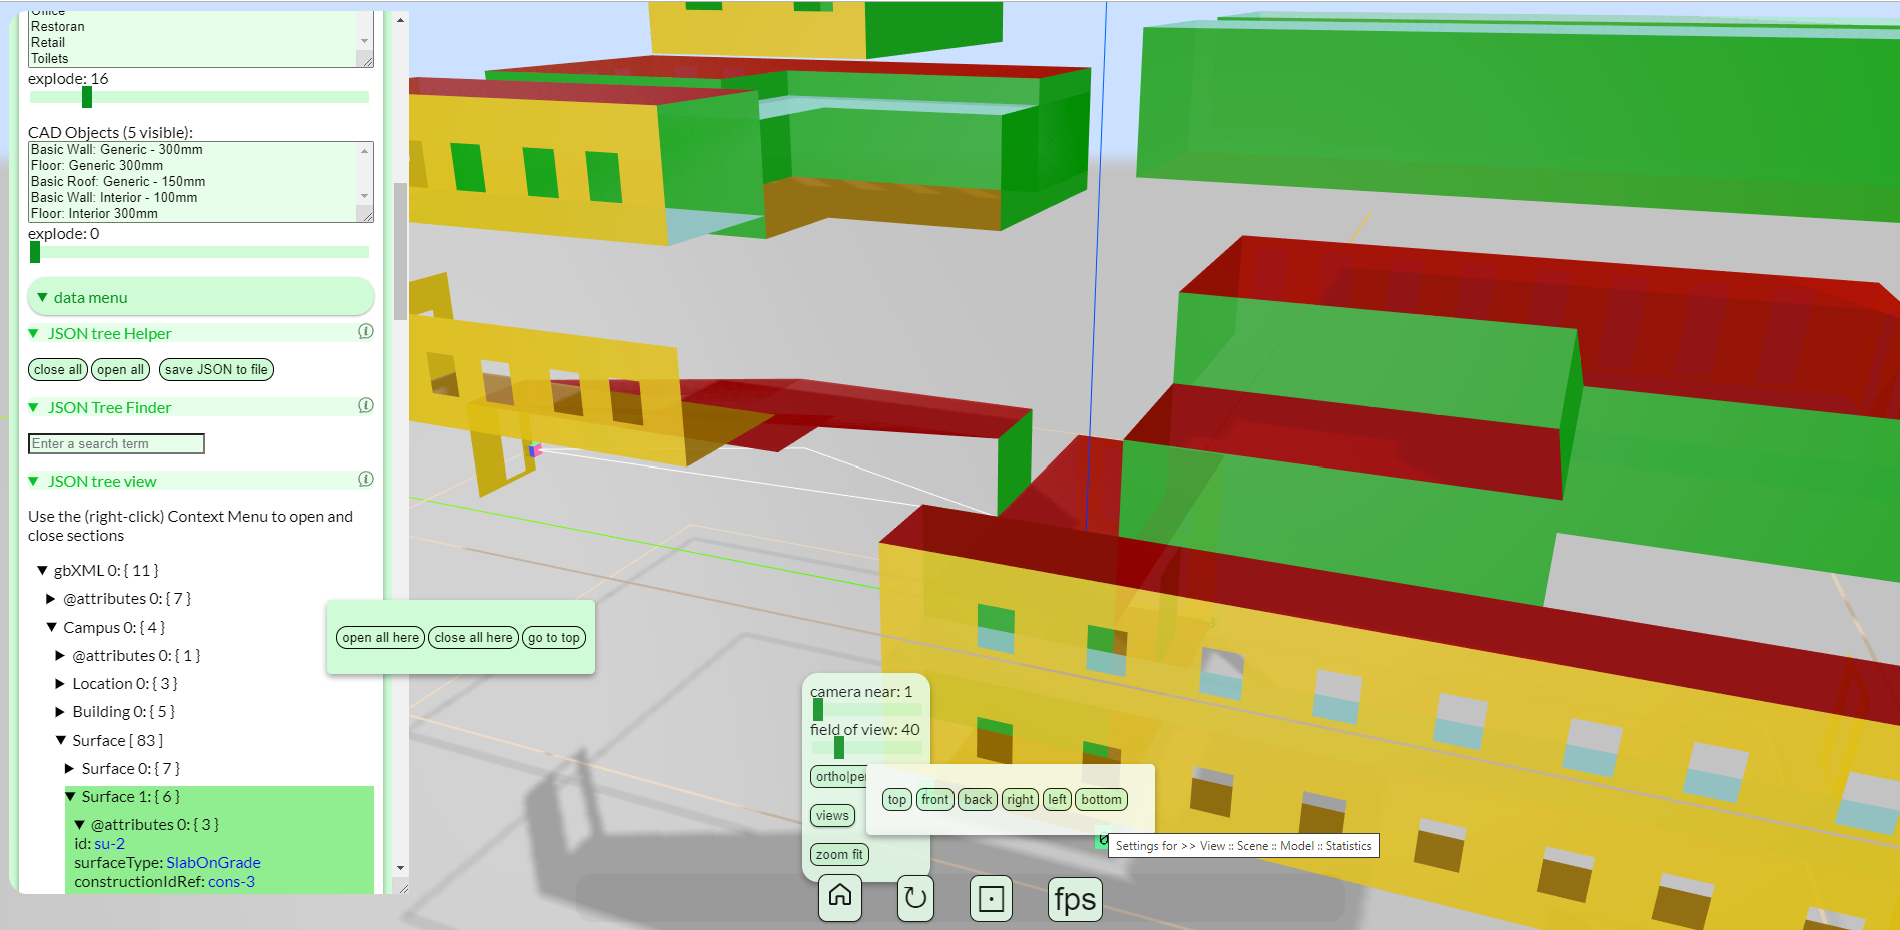 Office
Restoran
Retail
Toilets
explode: 16
CAD Objects (5 visible):
Basic Wall: Generic - 300mm
Floor: Generic 300mm
Basic Roof: Generic - 150mm
Basic Wall: Interior - 100mm
Floor: Interior 300mm
explode: 0
▼ data menu
▼ JSON tree Helper
close all open all save JSON to file
▼ JSON Tree Finder
Enter a search term
▼ JSON tree view
Use the (right-click) Context Menu to open and
close sections
▼ gbXML 0: { 11 }
▶ @attributes 0: { 7 }
▼ Campus 0: { 4 }
▶ @attributes 0: { 1 }
▶ Location 0: { 3 }
▶ Building 0: { 5 }
▼ Surface [ 83 ]
▶ Surface 0: { 7 }
▼ Surface 1: { 6 }
▼ @attributes 0: { 3 }
id: su-2
surfaceType: SlabOnGrade
constructionIdRef: cons-3
open all here close all here go to top
camera near: 1
field of view: 40
ortho|pe
top front back right left bottom
views
Settings for >> View :: Scene :: Model :: Statistics
zoom fit
fps